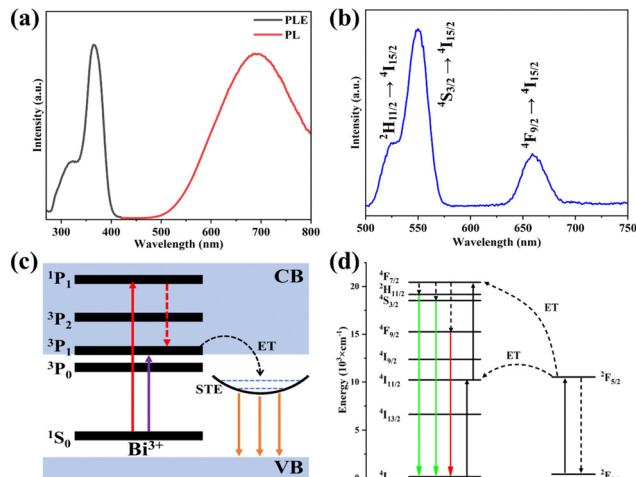 (a)
PLE
PL
Intensity (a.u.)
300 400 500 600 700 800
Wavelength (nm)
(b)
²H₁₁/₂→⁴I₁₅/₂
⁴S₃/₂→⁴I₁₅/₂
⁴F₉/₂→⁴I₁₅/₂
Intensity (a.u.)
500 550 600 650 700 750
Wavelength (nm)
(c)
CB
¹P₁
³P₂
³P₁
³P₀
ET
STE
¹S₀
Bi³⁺
VB
(d)
Energy (10³×cm⁻¹)
20
15
10
5
0
⁴F₇/₂
²H₁₁/₂
⁴S₃/₂
⁴F₉/₂
⁴I₉/₂
⁴I₁₁/₂
⁴I₁₃/₂
ET
ET
²F₅/₂